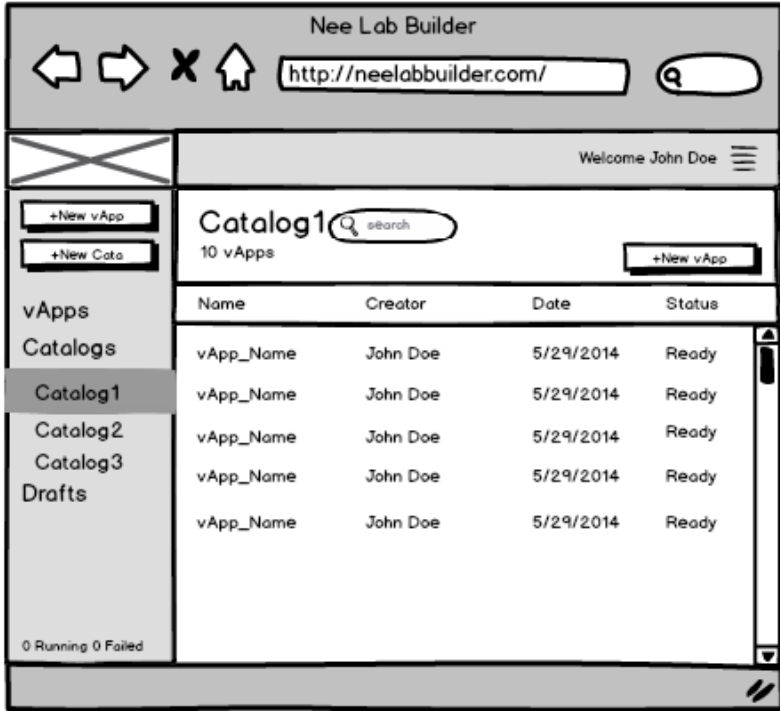 Nee Lab Builder
http://neelabbuilder.com/
Welcome John Doe
+New vApp
+New Cata
vApps
Catalogs
Catalog1
Catalog2
Catalog3
Drafts
0 Running 0 Failed
Catalog1 search
10 vApps
+New vApp
Name Creator Date Status
vApp_Name John Doe 5/29/2014 Ready
vApp_Name John Doe 5/29/2014 Ready
vApp_Name John Doe 5/29/2014 Ready
vApp_Name John Doe 5/29/2014 Ready
vApp_Name John Doe 5/29/2014 Ready